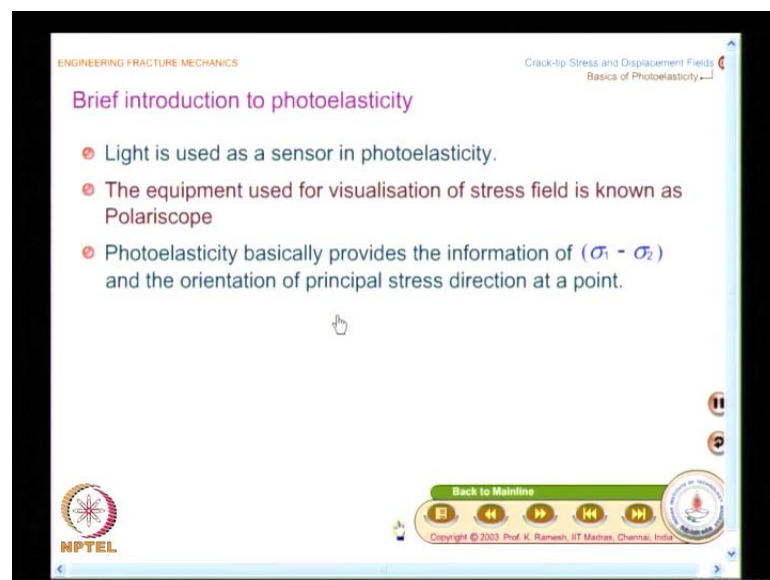 ENGINEERING FRACTURE MECHANICS
Crack-tip Stress and Displacement Fields
Basics of Photoelasticity
Brief introduction to photoelasticity
Light is used as a sensor in photoelasticity.
The equipment used for visualisation of stress field is known as
Polariscope
Photoelasticity basically provides the information of (σ₁ - σ₂)
and the orientation of principal stress direction at a point.
Back to Mainline
Copyright © 2003 Prof. K. Ramesh, IIT Madras, Chennai, India
NPTEL